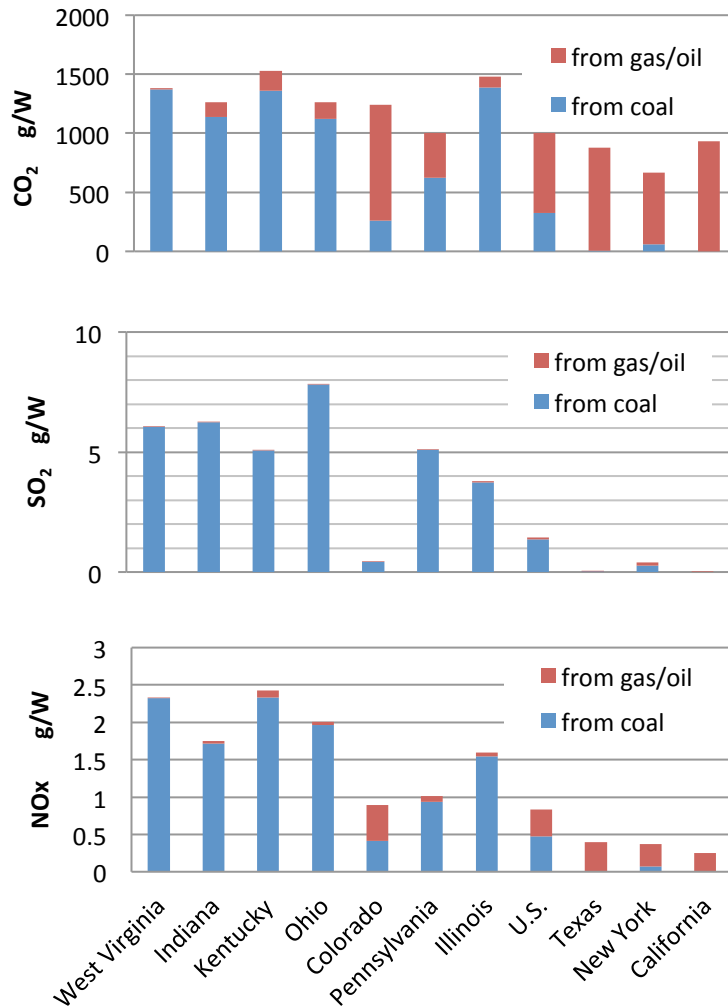 2000
1500
1000
500
0
CO₂ g/W
from gas/oil
from coal
10
5
0
SO₂ g/W
from gas/oil
from coal
3
2.5
2
1.5
1
0.5
0
NOx g/W
from gas/oil
from coal
West Virginia
Indiana
Kentucky
Ohio
Colorado
Pennsylvania
Illinois
U.S.
Texas
New York
California